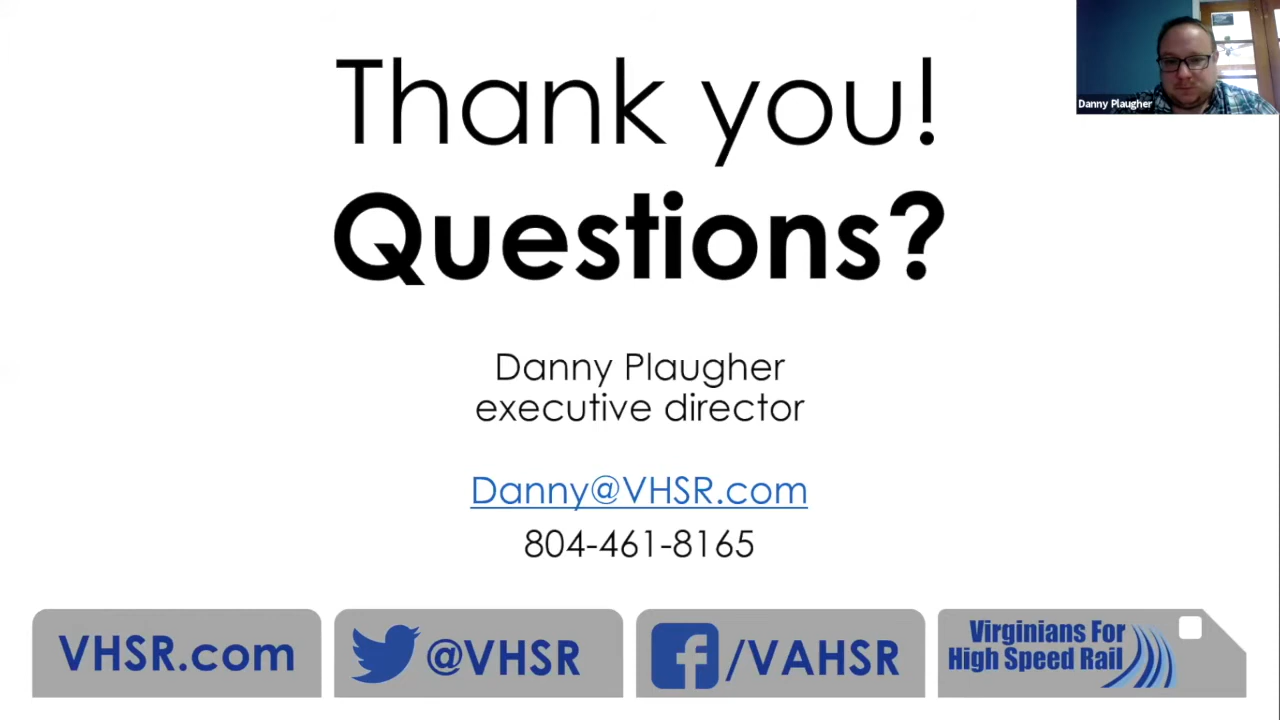 Thank you!
Questions?
Danny Plaugher
Danny Plaugher
executive director
Danny@VHSR.com
804-461-8165
VHSR.com
@VHSR
/VAHSR
Virginians For
High Speed Rail